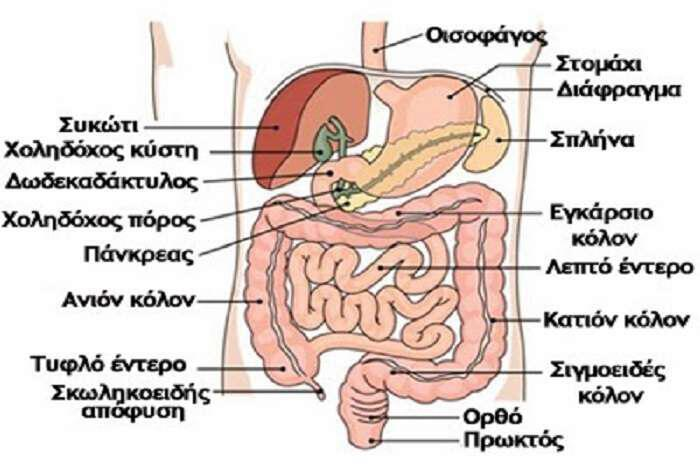 Οισοφάγος
Στομάχι
Διάφραγμα
Συκώτι
Χοληδόχος κύστη
Σπλήνα
Δωδεκαδάκτυλος
Χοληδόχος πόρος
Εγκάρσιο
κόλον
Πάνκρεας
Λεπτό έντερο
Ανιόν κόλον
Κατιόν κόλον
Τυφλό έντερο
Σιγμοειδές
κόλον
Σκωληκοειδής
απόφυση
Ορθό
Πρωκτός